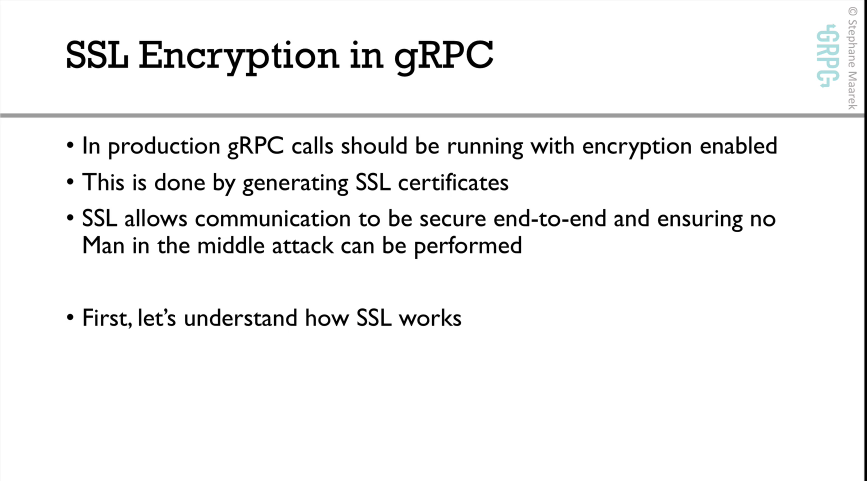 SSL Encryption in gRPC
© Stephane Maarek
GRPC
• In production gRPC calls should be running with encryption enabled
• This is done by generating SSL certificates
• SSL allows communication to be secure end-to-end and ensuring no
Man in the middle attack can be performed
• First, let's understand how SSL works